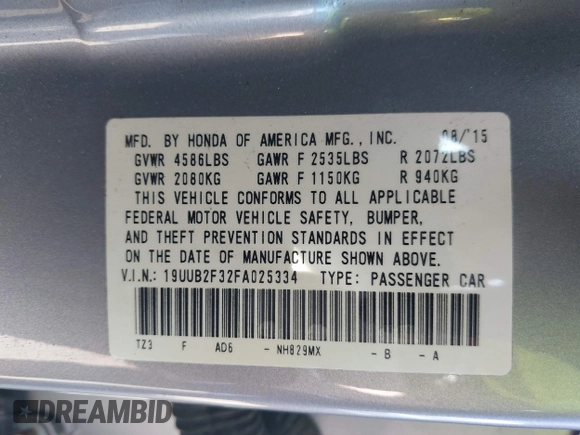 MFD. BY HONDA OF AMERICA MFG., INC. 08/'15
GVWR 4586LBS GAWR F 2535LBS R 2072LBS
GVWR 2080KG GAWR F 1150KG R 940KG
THIS VEHICLE CONFORMS TO ALL APPLICABLE
FEDERAL MOTOR VEHICLE SAFETY, BUMPER,
AND THEFT PREVENTION STANDARDS IN EFFECT
ON THE DATE OF MANUFACTURE SHOWN ABOVE.
V.I.N.: 19UUB2F32FA025334 TYPE: PASSENGER CAR
TZ3 F AD6 - NH829MX - B - A
DREAMBID